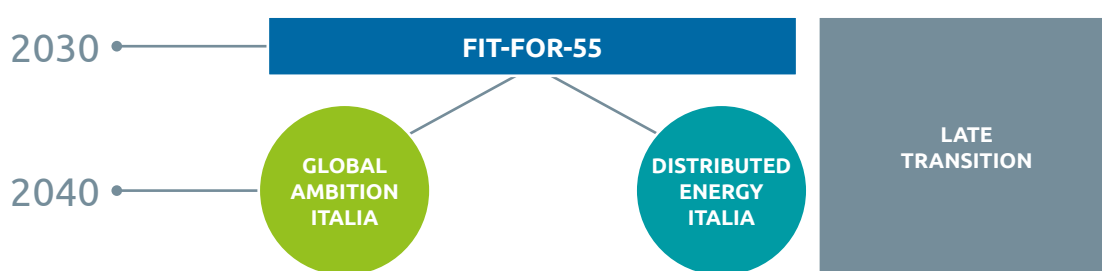 2030
FIT-FOR-55
LATE
TRANSITION
2040
GLOBAL
AMBITION
ITALIA
DISTRIBUTED
ENERGY
ITALIA